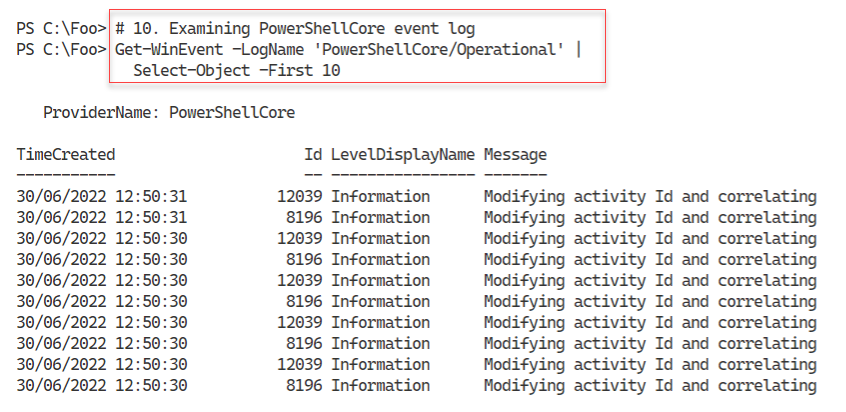 PS C:\Foo> # 10. Examining PowerShellCore event log
PS C:\Foo> Get-WinEvent -LogName 'PowerShellCore/Operational' |
Select-Object -First 10
ProviderName: PowerShellCore
TimeCreated Id LevelDisplayName Message
----------- -- ---------------- -------
30/06/2022 12:50:31 12039 Information Modifying activity Id and correlating
30/06/2022 12:50:31 8196 Information Modifying activity Id and correlating
30/06/2022 12:50:30 12039 Information Modifying activity Id and correlating
30/06/2022 12:50:30 8196 Information Modifying activity Id and correlating
30/06/2022 12:50:30 12039 Information Modifying activity Id and correlating
30/06/2022 12:50:30 8196 Information Modifying activity Id and correlating
30/06/2022 12:50:30 12039 Information Modifying activity Id and correlating
30/06/2022 12:50:30 8196 Information Modifying activity Id and correlating
30/06/2022 12:50:30 12039 Information Modifying activity Id and correlating
30/06/2022 12:50:30 8196 Information Modifying activity Id and correlating